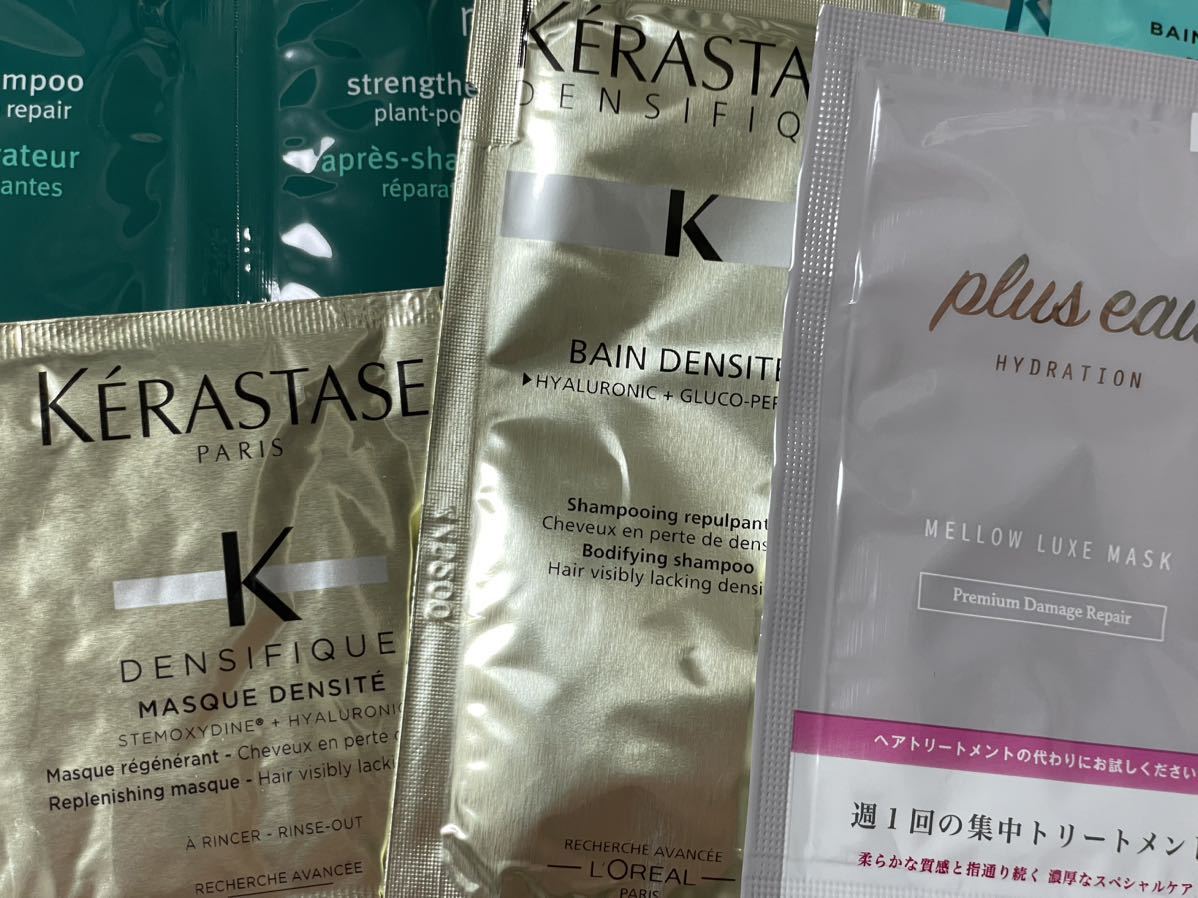 mpoo
repair
rateur
antes
strengthe
plant-po
après-sha
répara
KÉRASTASE
PARIS
K
DENSIFIQUE
MASQUE DENSITÉ
STEMOXYDINE® + HYALURONIC
Masque régénérant - Cheveux en perte
Replenishing masque - Hair visibly lacki
À RINCER - RINSE-OUT
RECHERCHE AVANCÉE
KÉRASTA
DENSIFIQ
K
BAIN DENSITÉ
▶HYALURONIC + GLUCO-PEP
Shampooing repulpant
Cheveux en perte de dens
Bodifying shampoo
Hair visibly lacking densi
RECHERCHE AVANCÉE
L'ORÉAL
PARIS
BAIN
plus eau
HYDRATION
MELLOW LUXE MASK
Premium Damage Repair
ヘアトリートメントの代わりにお試しください
週1回の集中トリートメント
柔らかな質感と指通り続く 濃厚なスペシャルケア